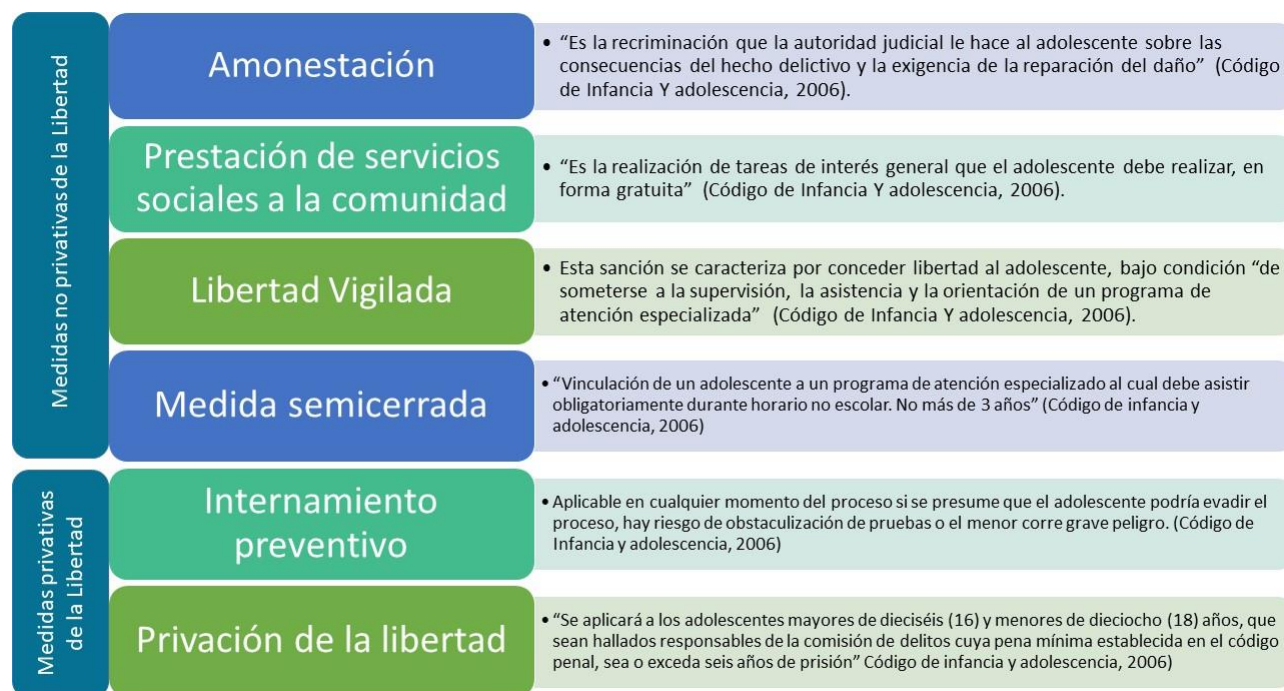 Medidas no privativas de la Libertad
Amonestación
• “Es la recriminación que la autoridad judicial le hace al adolescente sobre las
consecuencias del hecho delictivo y la exigencia de la reparación del daño” (Código
de Infancia Y adolescencia, 2006).
Prestación de servicios
sociales a la comunidad
• “Es la realización de tareas de interés general que el adolescente debe realizar, en
forma gratuita” (Código de Infancia Y adolescencia, 2006).
Libertad Vigilada
• Esta sanción se caracteriza por conceder libertad al adolescente, bajo condición “de
someterse a la supervisión, la asistencia y la orientación de un programa de
atención especializada” (Código de Infancia Y adolescencia, 2006).
Medida semicerrada
• “Vinculación de un adolescente a un programa de atención especializado al cual debe asistir
obligatoriamente durante horario no escolar. No más de 3 años” (Código de infancia y
adolescencia, 2006)
Medidas privativas
de la Libertad
Internamiento
preventivo
• Aplicable en cualquier momento del proceso si se presume que el adolescente podría evadir el
proceso, hay riesgo de obstaculización de pruebas o el menor corre grave peligro. (Código de
Infancia y adolescencia, 2006)
Privación de la libertad
• “Se aplicará a los adolescentes mayores de dieciséis (16) y menores de dieciocho (18) años, que
sean hallados responsables de la comisión de delitos cuya pena mínima establecida en el código
penal, sea o exceda seis años de prisión” Código de infancia y adolescencia, 2006)